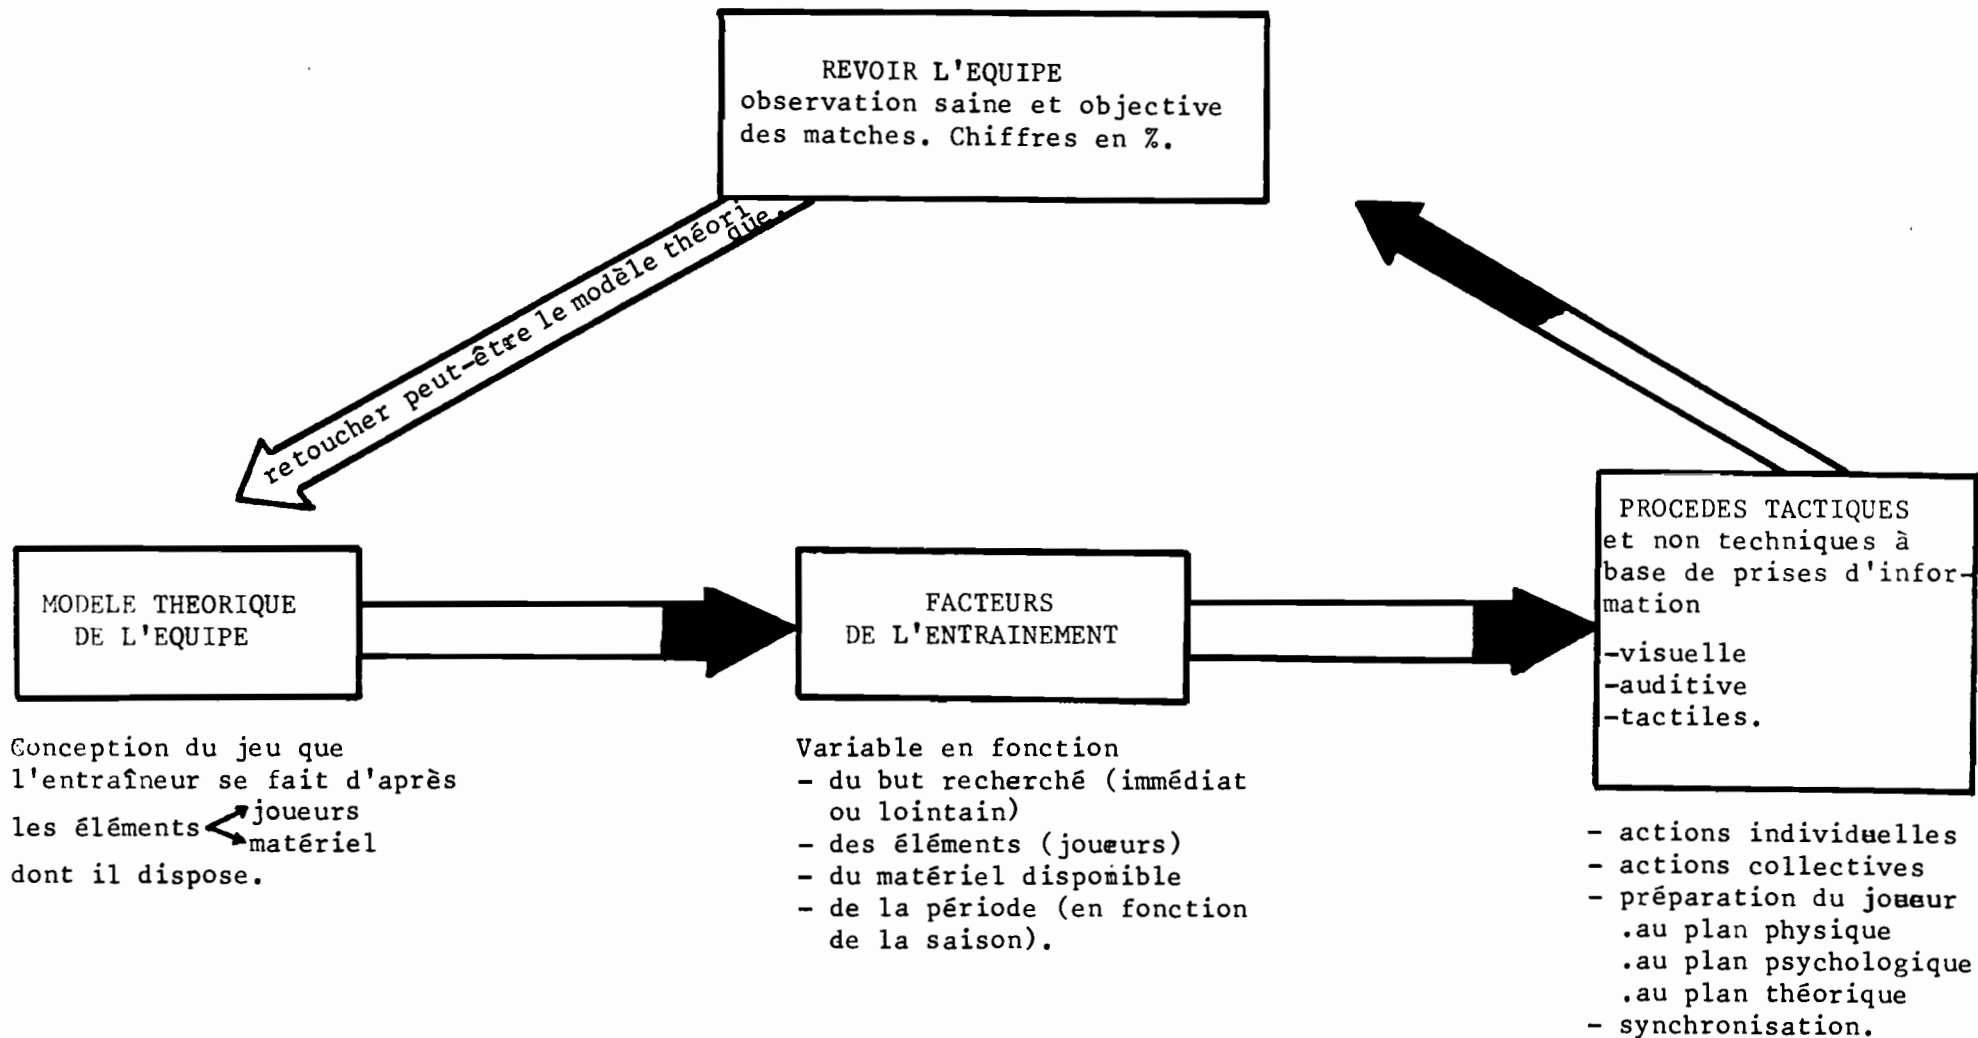 REVOIR L'EQUIPE
observation saine et objective
des matches. Chiffres en %.
retoucher peut-être le modèle théori
que.
MODELE THEORIQUE
DE L'EQUIPE
Conception du jeu que
l'entraîneur se fait d'après
les éléments
joueurs
matériel
dont il dispose.
FACTEURS
DE L'ENTRAINEMENT
Variable en fonction
- du but recherché (immédiat
ou lointain)
- des éléments (joueurs)
- du matériel disponible
- de la période (en fonction
de la saison).
PROCEDES TACTIQUES
et non techniques à
base de prises d'infor-
mation
-visuelle
-auditive
-tactiles.
- actions individuelles
- actions collectives
- préparation du joueur
.au plan physique
.au plan psychologique
.au plan théorique
- synchronisation.